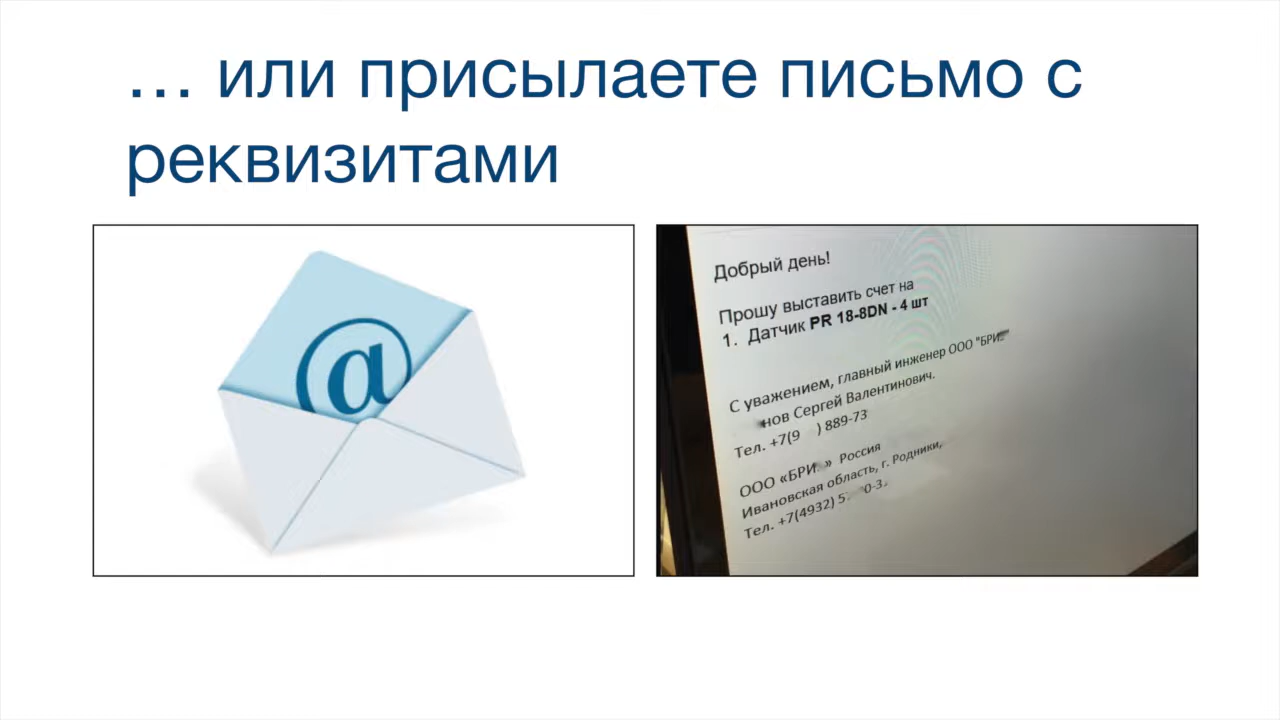 ... или присылаете письмо с
реквизитами
@
Добрый день!
Прошу выставить счет на
1. Датчик PR 18-8DN - 4 шт
С уважением, главный инженер ООО "БРИ
нов Сергей Валентинович.
Тел. +7(9 ) 889-73
ООО «БРИ » Россия
Ивановская область, г. Родники,
Тел. +7(4932) 5 0-3